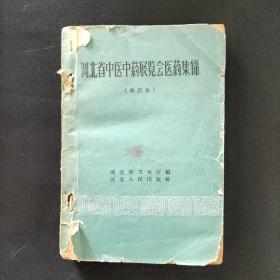 河北省中医中药展览会医药集锦
（修訂本）
河北省卫生厅編
河北人民出版社